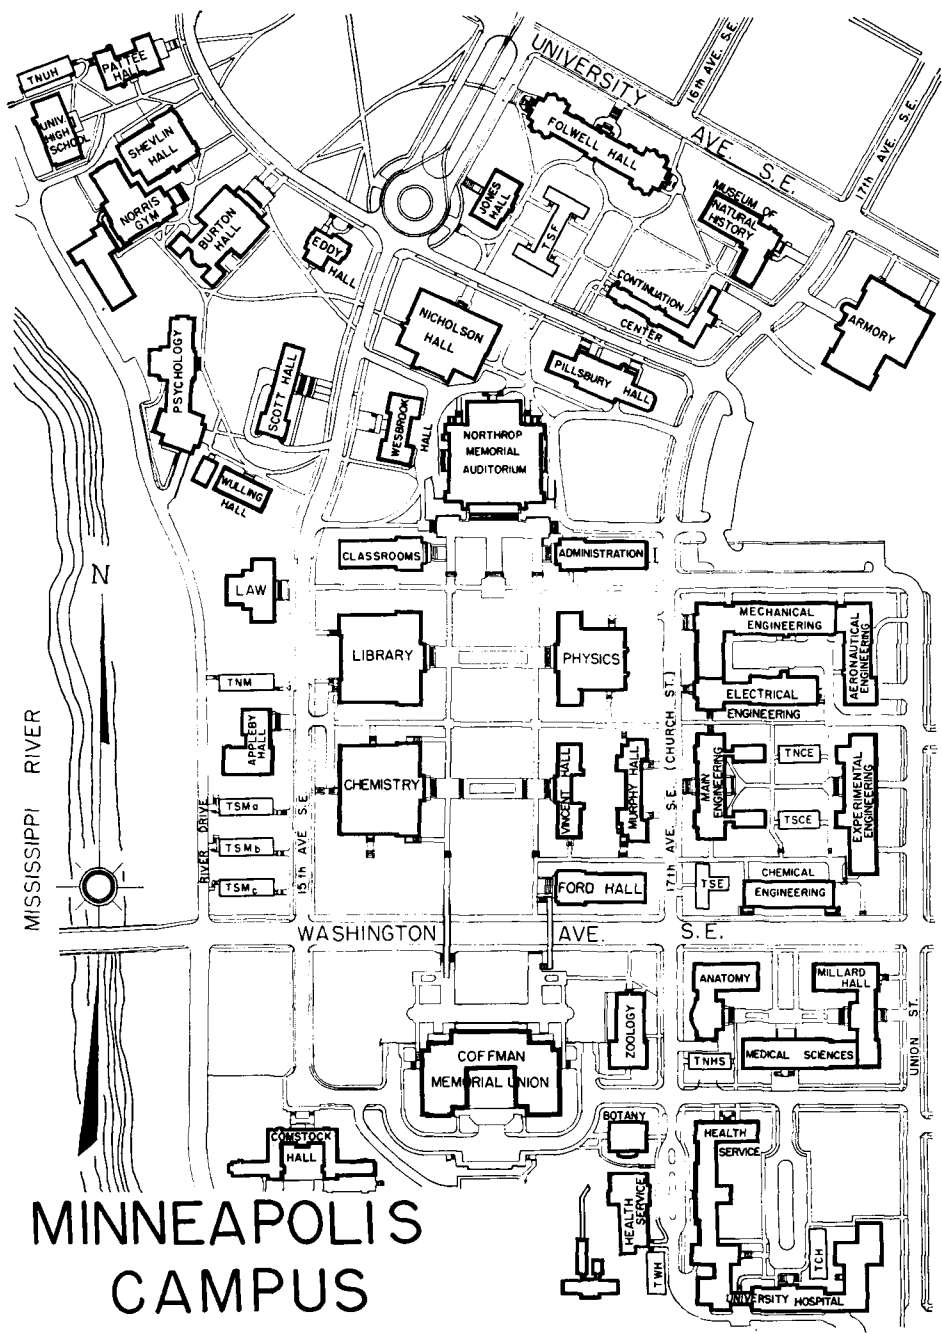 UNIVERSITY AVE. S.E.
16th AVE. S.E.
17th AVE. S.E.
TNUH
PATTEE
HALL
UNIV.
HIGH
SCHOOL
SHEVLIN
HALL
NORRIS
GYM
BURTON
HALL
EDDY
HALL
JONES
HALL
FOLWELL HALL
TSF
MUSEUM OF
NATURAL
HISTORY
CONTINUATION
CENTER
ARMORY
NICHOLSON
HALL
PILLSBURY HALL
PSYCHOLOGY
SCOTT HALL
WESBROOK
HALL
NORTHROP
MEMORIAL
AUDITORIUM
WULLING
HALL
CLASSROOMS
ADMINISTRATION
N
LAW
LIBRARY
PHYSICS
MECHANICAL
ENGINEERING
AERONAUTICAL
ENGINEERING
TNM
ELECTRICAL
ENGINEERING
APPLEBY
HALL
CHEMISTRY
VINCENT HALL
MURPHY HALL
17th AVE. S.E. (CHURCH ST.)
MAIN
ENGINEERING
TNCE
TSCE
EXPERIMENTAL
ENGINEERING
MISSISSIPPI RIVER
RIVER DRIVE
TSMa
TSMb
TSMc
15th AVE S.E.
FORD HALL
TSE
CHEMICAL
ENGINEERING
WASHINGTON AVE. S.E.
ANATOMY
MILLARD
HALL
ZOOLOGY
TNHS
MEDICAL SCIENCES
UNION ST.
COFFMAN
MEMORIAL UNION
COMSTOCK
HALL
BOTANY
HEALTH
SERVICE
HEALTH
SERVICE
TWH
TCH
UNIVERSITY HOSPITAL
MINNEAPOLIS
CAMPUS